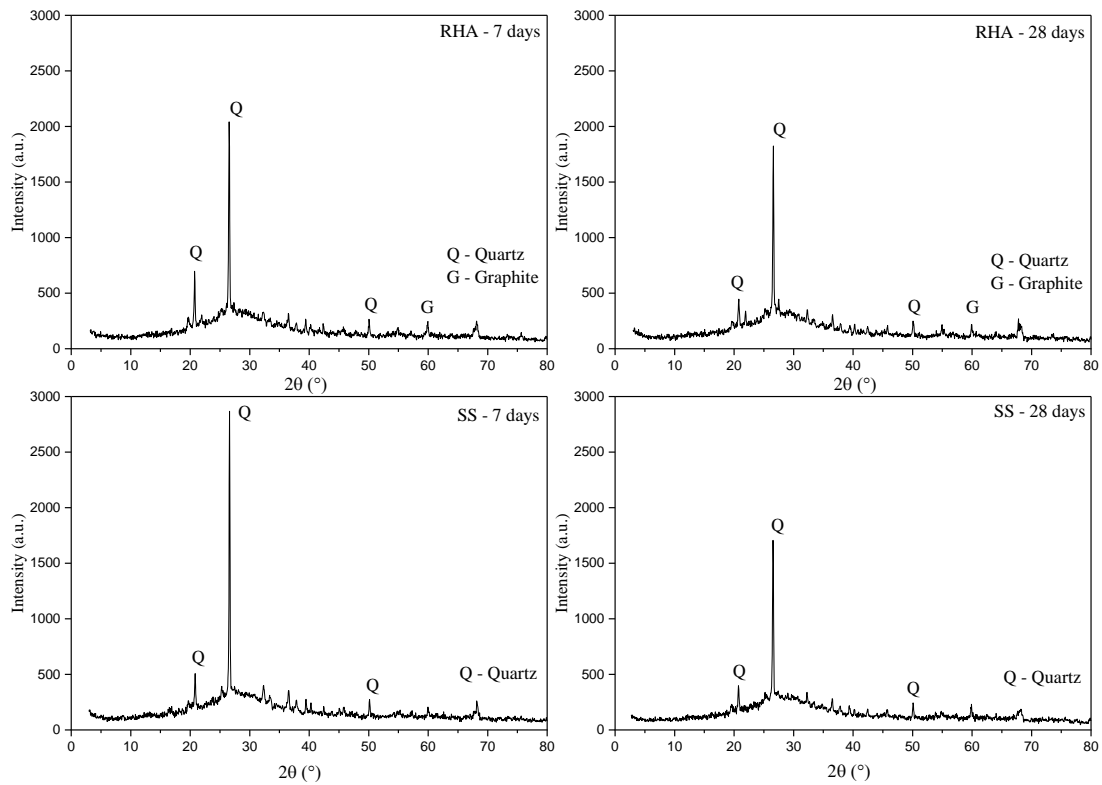 RHA - 7 days
3000
2500
2000
1500
1000
500
0
Intensity (a.u.)
Q
Q
Q
G
Q - Quartz
G - Graphite
0 10 20 30 40 50 60 70 80
2θ (°)
RHA - 28 days
3000
2500
2000
1500
1000
500
0
Intensity (a.u.)
Q
Q
Q
G
Q - Quartz
G - Graphite
0 10 20 30 40 50 60 70 80
2θ (°)
SS - 7 days
3000
2500
2000
1500
1000
500
0
Intensity (a.u.)
Q
Q
Q
Q - Quartz
0 10 20 30 40 50 60 70 80
2θ (°)
SS - 28 days
3000
2500
2000
1500
1000
500
0
Intensity (a.u.)
Q
Q
Q
Q - Quartz
0 10 20 30 40 50 60 70 80
2θ (°)